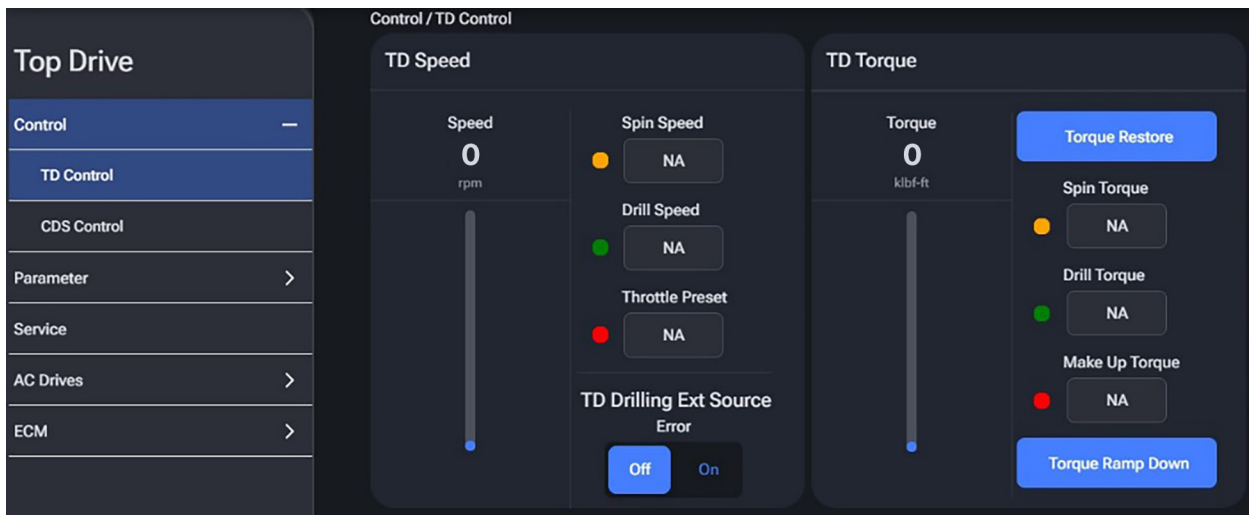 Control / TD Control
Top Drive
Control
TD Control
CDS Control
Parameter
Service
AC Drives
ECM
TD Speed
Speed
0
rpm
Spin Speed
NA
Drill Speed
NA
Throttle Preset
NA
TD Drilling Ext Source
Error
Off On
TD Torque
Torque
0
klbf-ft
Torque Restore
Spin Torque
NA
Drill Torque
NA
Make Up Torque
NA
Torque Ramp Down